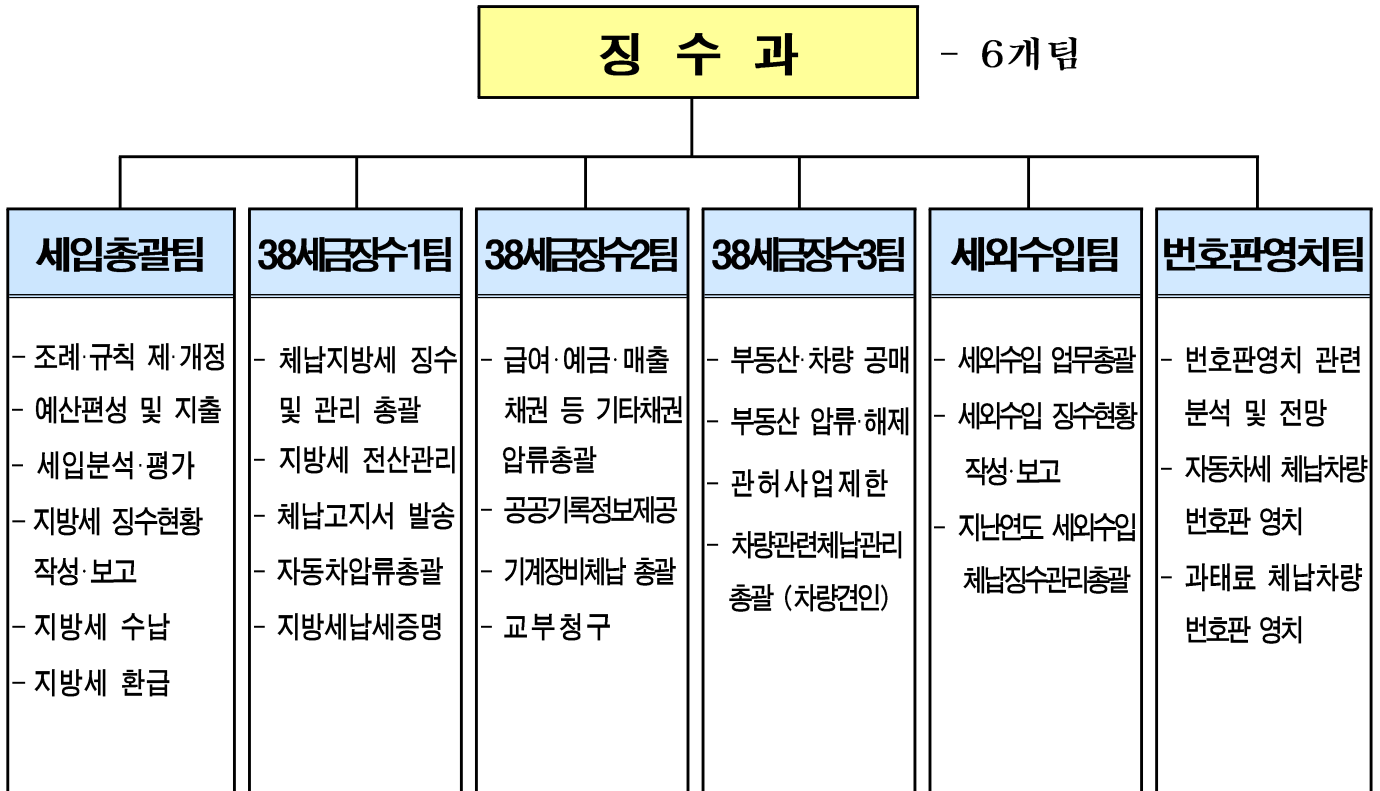 징 수 과
- 6개팀
세입총괄팀
- 조례·규칙 제·개정
- 예산편성 및 지출
- 세입분석·평가
- 지방세 징수현황
작성·보고
- 지방세 수납
- 지방세 환급
38세금징수1팀
- 체납지방세 징수
및 관리 총괄
- 지방세 전산관리
- 체납고지서 발송
- 자동차압류총괄
- 지방세납세증명
38세금징수2팀
- 급여·예금·매출
채권 등 기타채권
압류총괄
- 공공기록정보제공
- 기계장비체납 총괄
- 교부청구
38세금징수3팀
- 부동산·차량 공매
- 부동산 압류·해제
- 관허사업제한
- 차량관련체납관리
총괄 (차량견인)
세외수입팀
- 세외수입 업무총괄
- 세외수입 징수현황
작성·보고
- 지난연도 세외수입
체납징수관리총괄
번호판영치팀
- 번호판영치 관련
분석 및 전망
- 자동차세 체납차량
번호판 영치
- 과태료 체납차량
번호판 영치